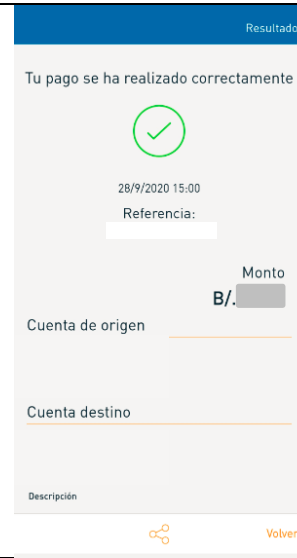 Resultado
Tu pago se ha realizado correctamente
28/9/2020 15:00
Referencia:
Monto
B/.
Cuenta de origen
Cuenta destino
Descripción
Volver